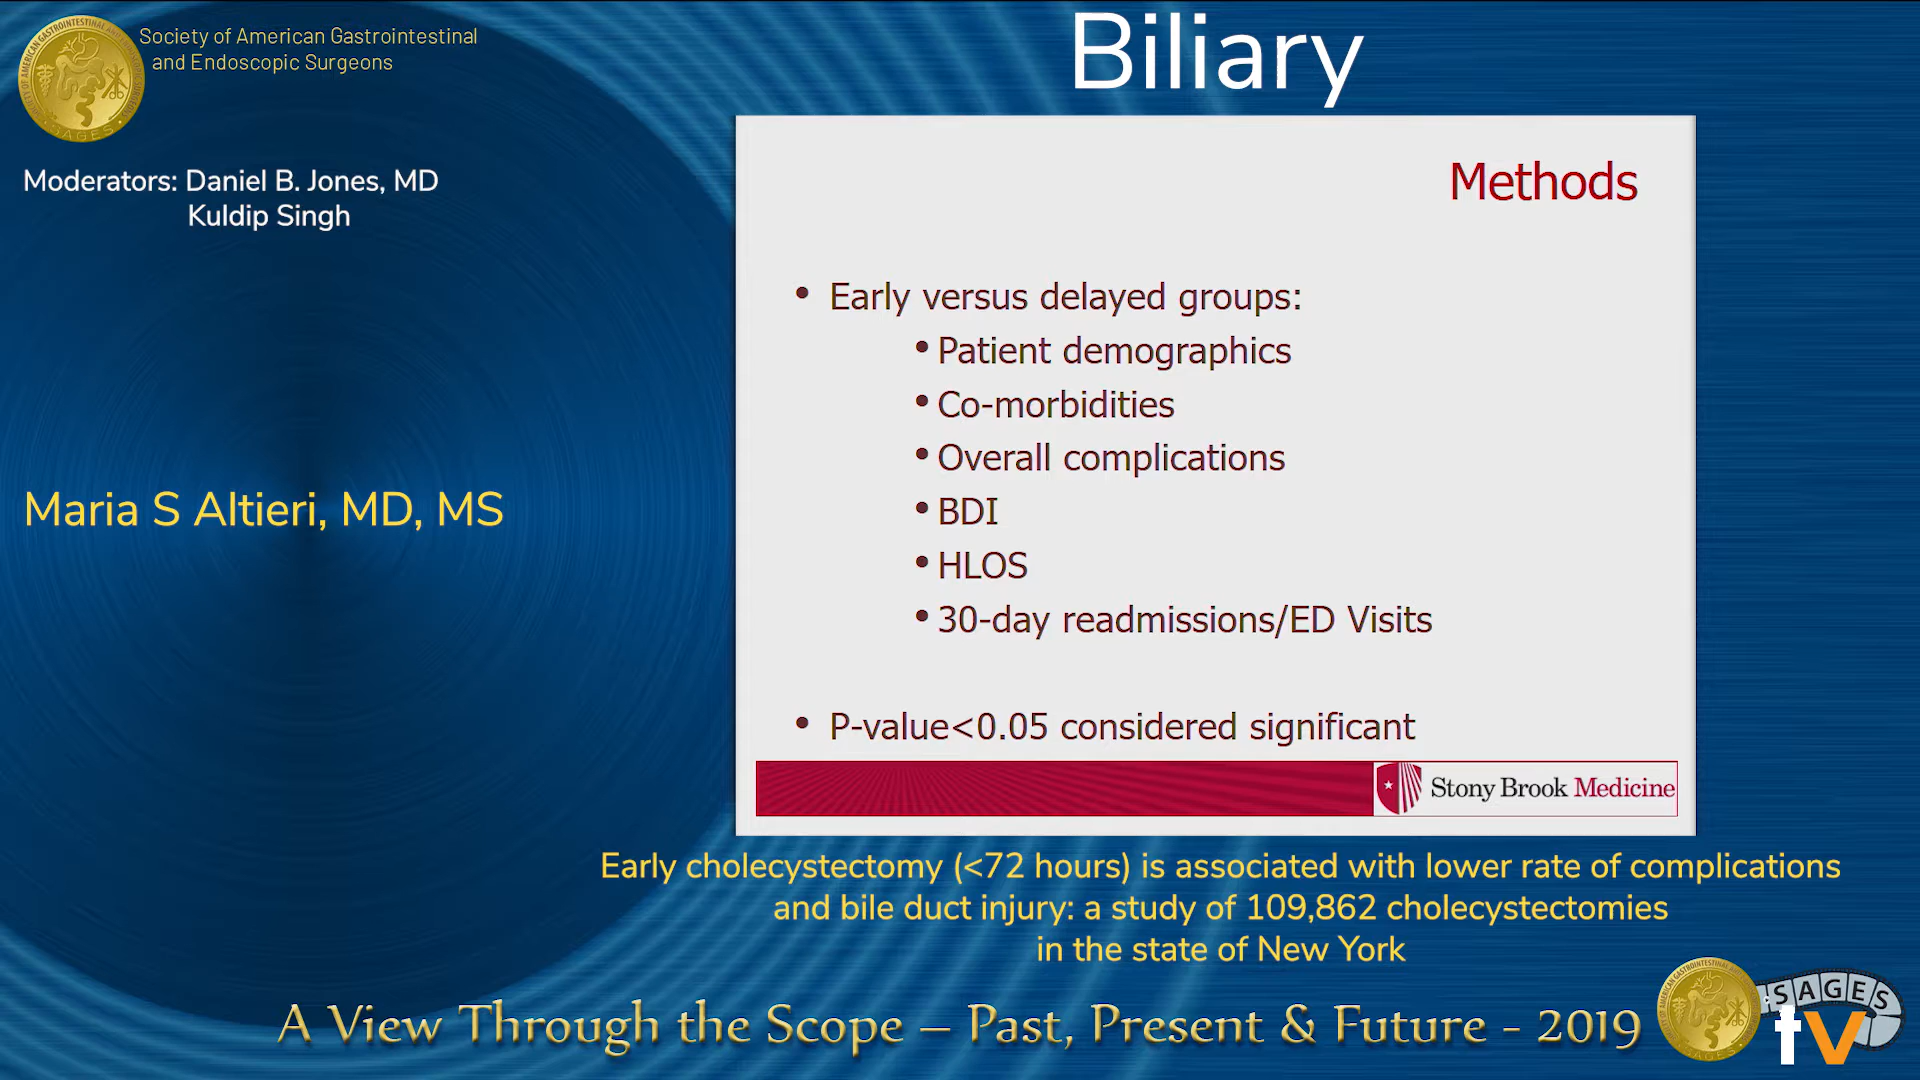 Society of American Gastrointestinal
and Endoscopic Surgeons
Biliary
Moderators: Daniel B. Jones, MD
Kuldip Singh
Maria S Altieri, MD, MS
Methods
• Early versus delayed groups:
• Patient demographics
• Co-morbidities
• Overall complications
• BDI
• HLOS
• 30-day readmissions/ED Visits
• P-value<0.05 considered significant
Stony Brook Medicine
Early cholecystectomy (<72 hours) is associated with lower rate of complications
and bile duct injury: a study of 109,862 cholecystectomies
in the state of New York
A View Through the Scope – Past, Present & Future - 2019
SAGES
tv